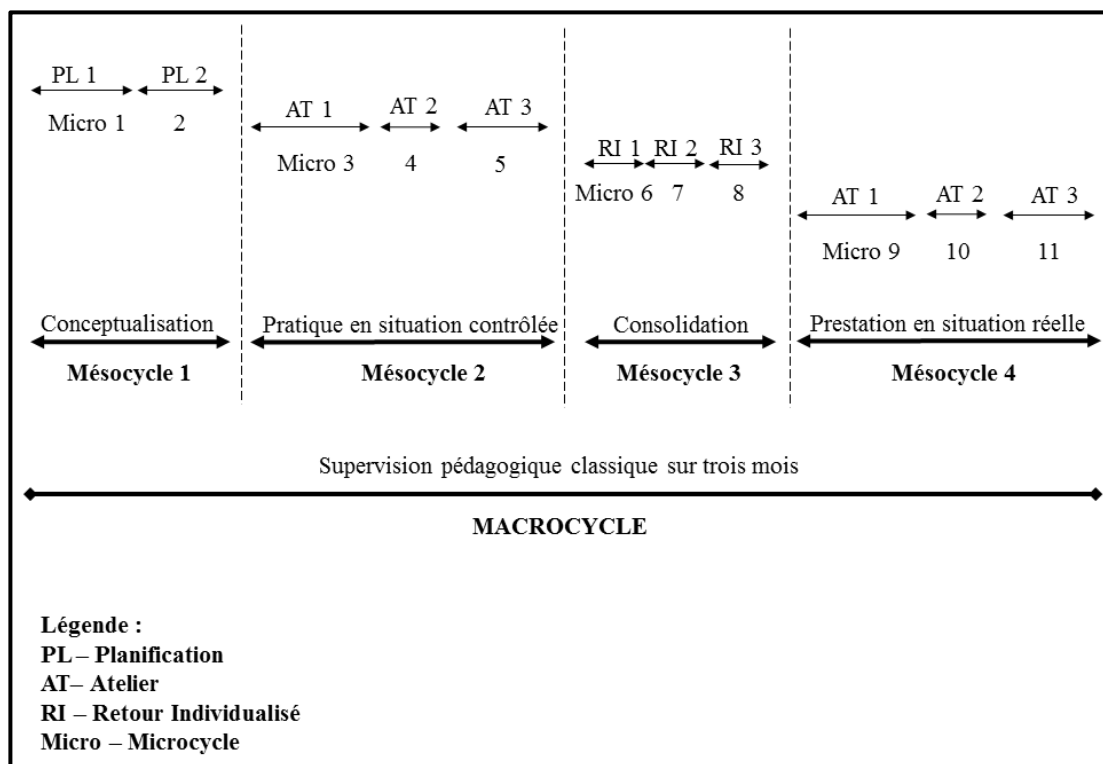 PL 1 PL 2
Micro 1 2
AT 1 AT 2 AT 3
Micro 3 4 5
RI 1 RI 2 RI 3
Micro 6 7 8
AT 1 AT 2 AT 3
Micro 9 10 11
Conceptualisation Pratique en situation contrôlée Consolidation Prestation en situation réelle
Mésocycle 1 Mésocycle 2 Mésocycle 3 Mésocycle 4
Supervision pédagogique classique sur trois mois
MACROCYCLE
Légende :
PL – Planification
AT– Atelier
RI – Retour Individualisé
Micro – Microcycle